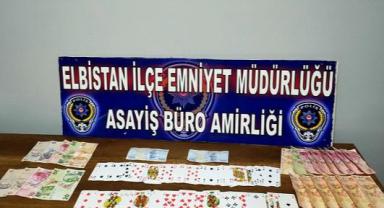 ELBİSTAN İLÇE EMNİYET MÜDÜRLÜĞÜ
ASAYİŞ BÜRO AMİRLİĞİ